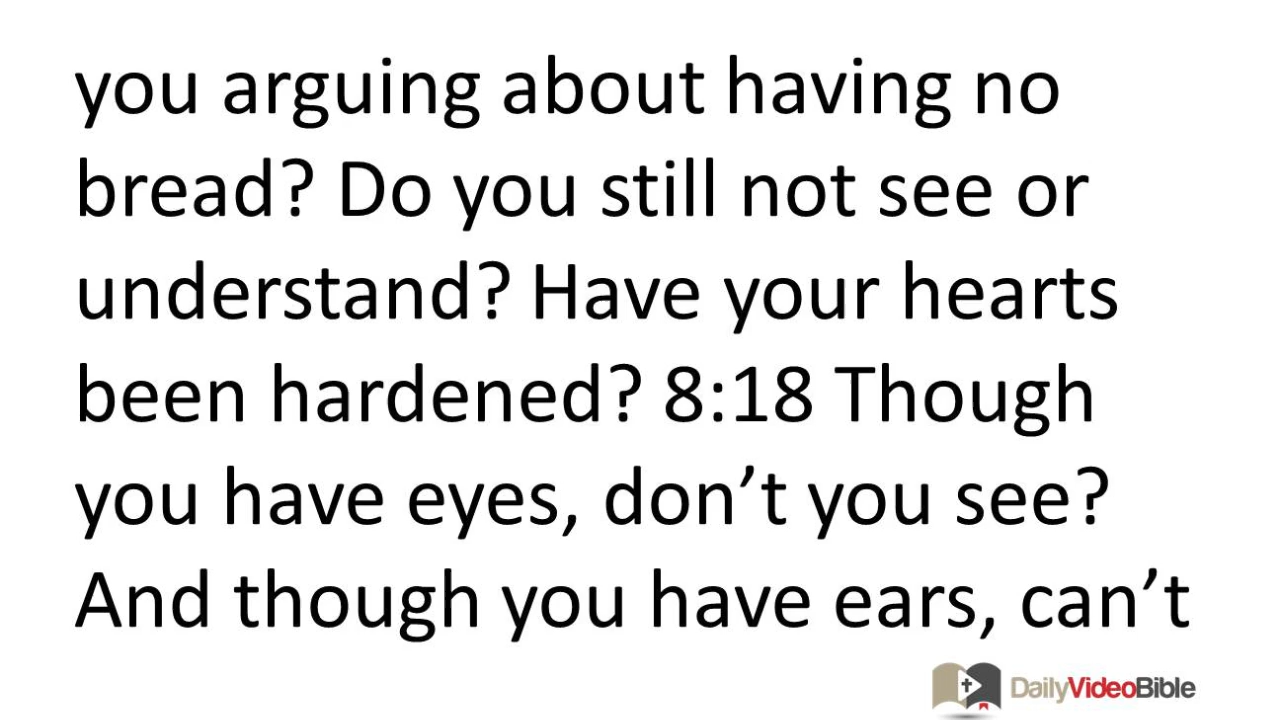 you arguing about having no
bread? Do you still not see or
understand? Have your hearts
been hardened? 8:18 Though
you have eyes, don’t you see?
And though you have ears, can’t
DailyVideoBible